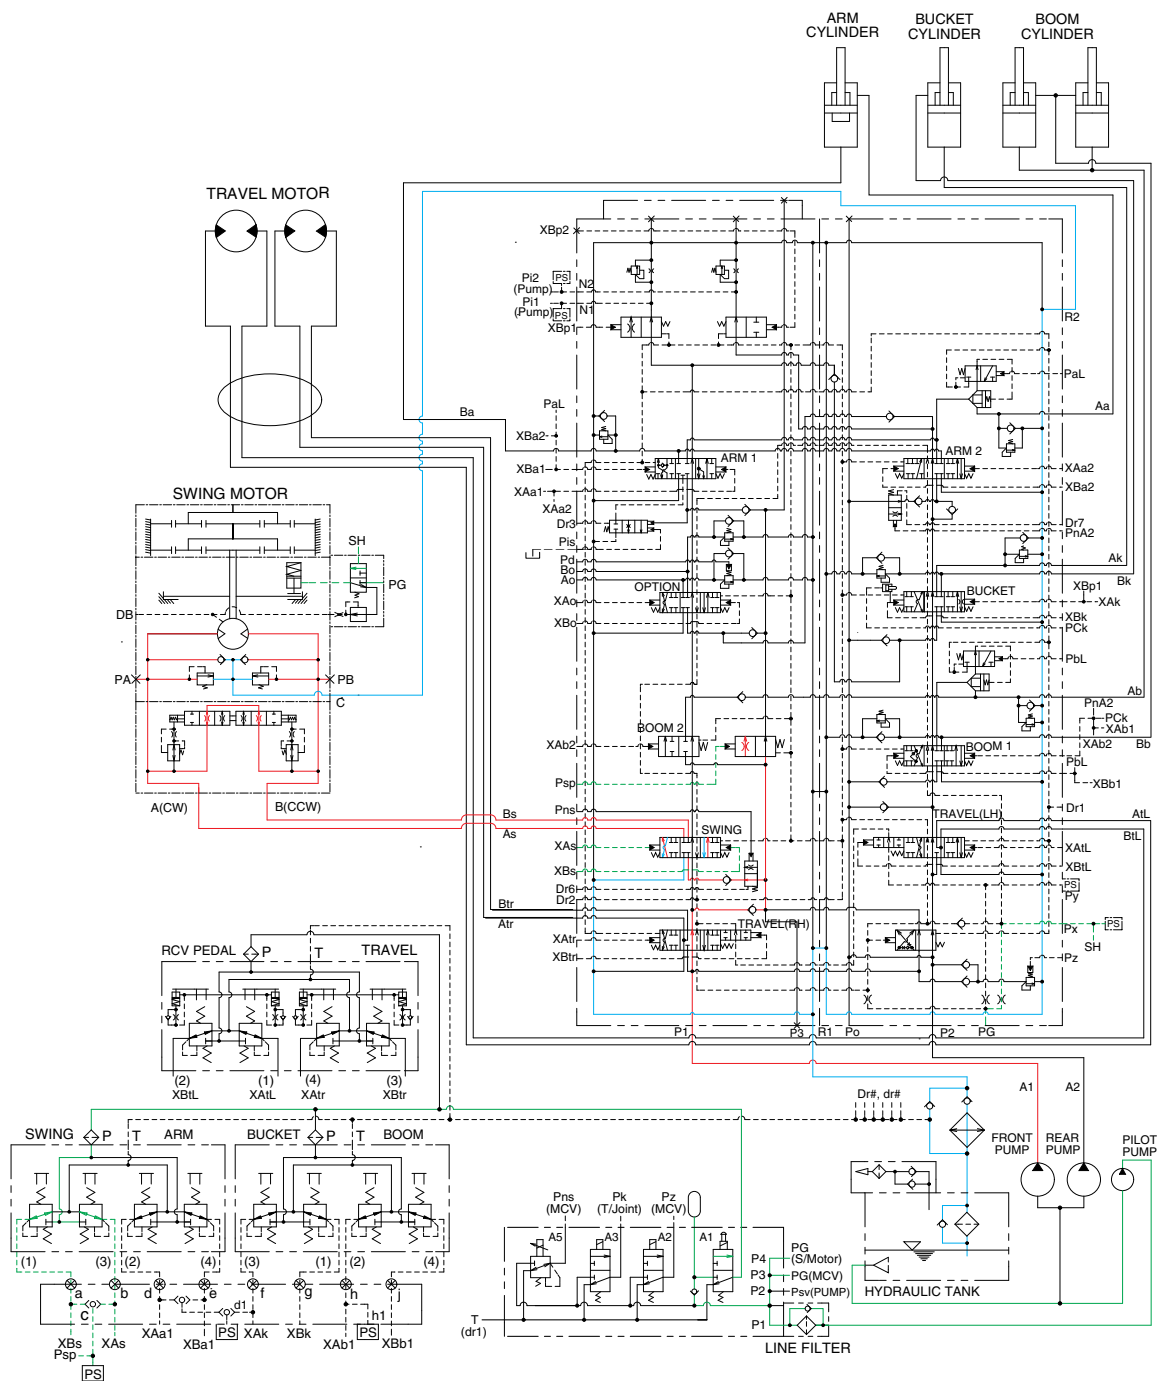 ARM
CYLINDER
BUCKET
CYLINDER
BOOM
CYLINDER
TRAVEL MOTOR
XBp2
Pi2
(Pump)
PS
N2
Pi1
(Pump)
PS
N1
XBp1
R2
PaL
Aa
Ba
PaL
XBa2
XBa1
ARM 1
ARM 2
XAa2
XBa2
XAa1
XAa2
SWING MOTOR
SH
PG
DB
Dr3
Pis
Pd
Bo
Ao
Dr7
PnA2
Ak
Bk
XBp1
XAk
OPTION
BUCKET
XAo
XBo
XBk
PCk
PbL
PA
PB
C
Ab
PnA2
PCk
XAb1
XAb2
Bb
BOOM 2
BOOM 1
XAb2
PbL
XBb1
Psp
A(CW)
B(CCW)
Pns
Bs
As
Dr1
AtL
BtL
SWING
TRAVEL(LH)
XAs
XBs
XAtL
XBtL
Dr6
Dr2
PS
Py
Btr
Atr
TRAVEL(RH)
Px
PS
SH
XAtr
XBtr
Pz
RCV PEDAL
P
T
TRAVEL
P1
P3
R1
Po
P2
PG
(2)
XBtL
(1)
XAtL
(4)
XAtr
(3)
XBtr
Dr#, dr#
A1
A2
SWING
P
T
ARM
BUCKET
P
T
BOOM
FRONT
PUMP
REAR
PUMP
PILOT
PUMP
(1)
(3)
(2)
(4)
(3)
(1)
(2)
(4)
Pns
(MCV)
Pk
(T/Joint)
Pz
(MCV)
A5
A3
A2
A1
PG
P4
(S/Motor)
P3
PG(MCV)
P2
Psv(PUMP)
P1
T
(dr1)
LINE FILTER
HYDRAULIC TANK
a
b
d
e
f
g
h
j
c
d1
h1
XBs
XAs
XAa1
XBa1
PS
XAk
XBk
XAb1
PS
XBb1
Psp
PS